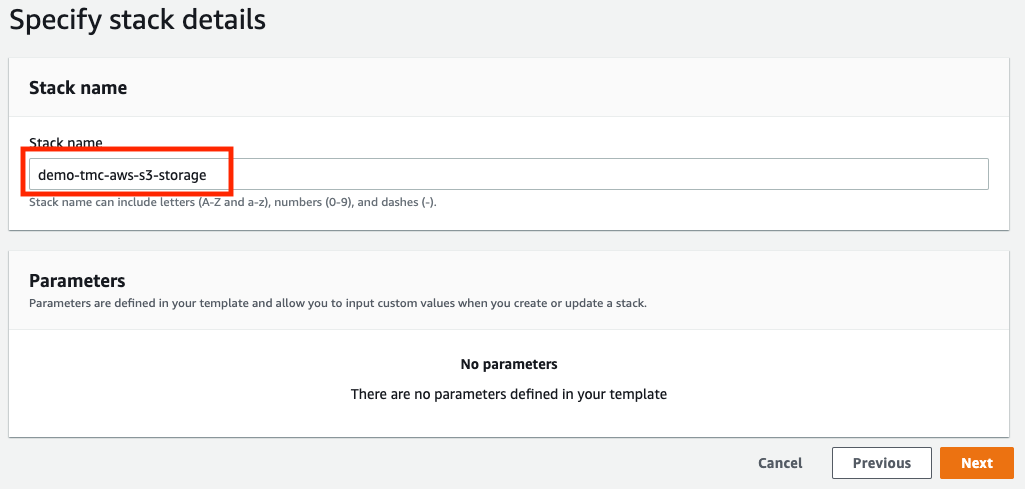 Specify stack details
Stack name
Stack name
demo-tmc-aws-s3-storage
Stack name can include letters (A-Z and a-z), numbers (0-9), and dashes (-).
Parameters
Parameters are defined in your template and allow you to input custom values when you create or update a stack.
No parameters
There are no parameters defined in your template
Cancel Previous Next